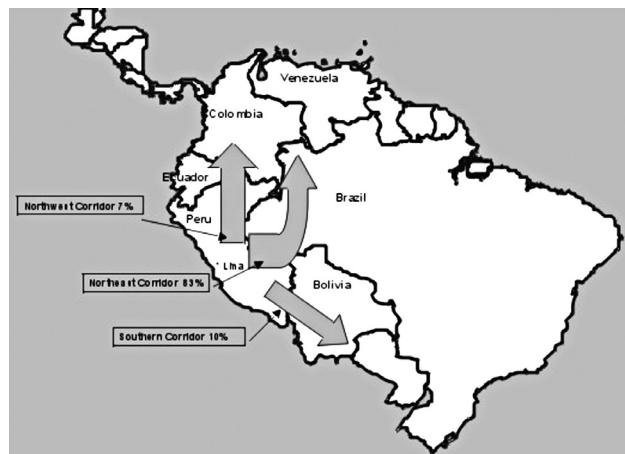 Venezuela
Colombia
Ecuador
Brazil
Northwest Corridor 7%
Peru
Lima
Northeast Corridor 83%
Bolivia
Southern Corridor 10%